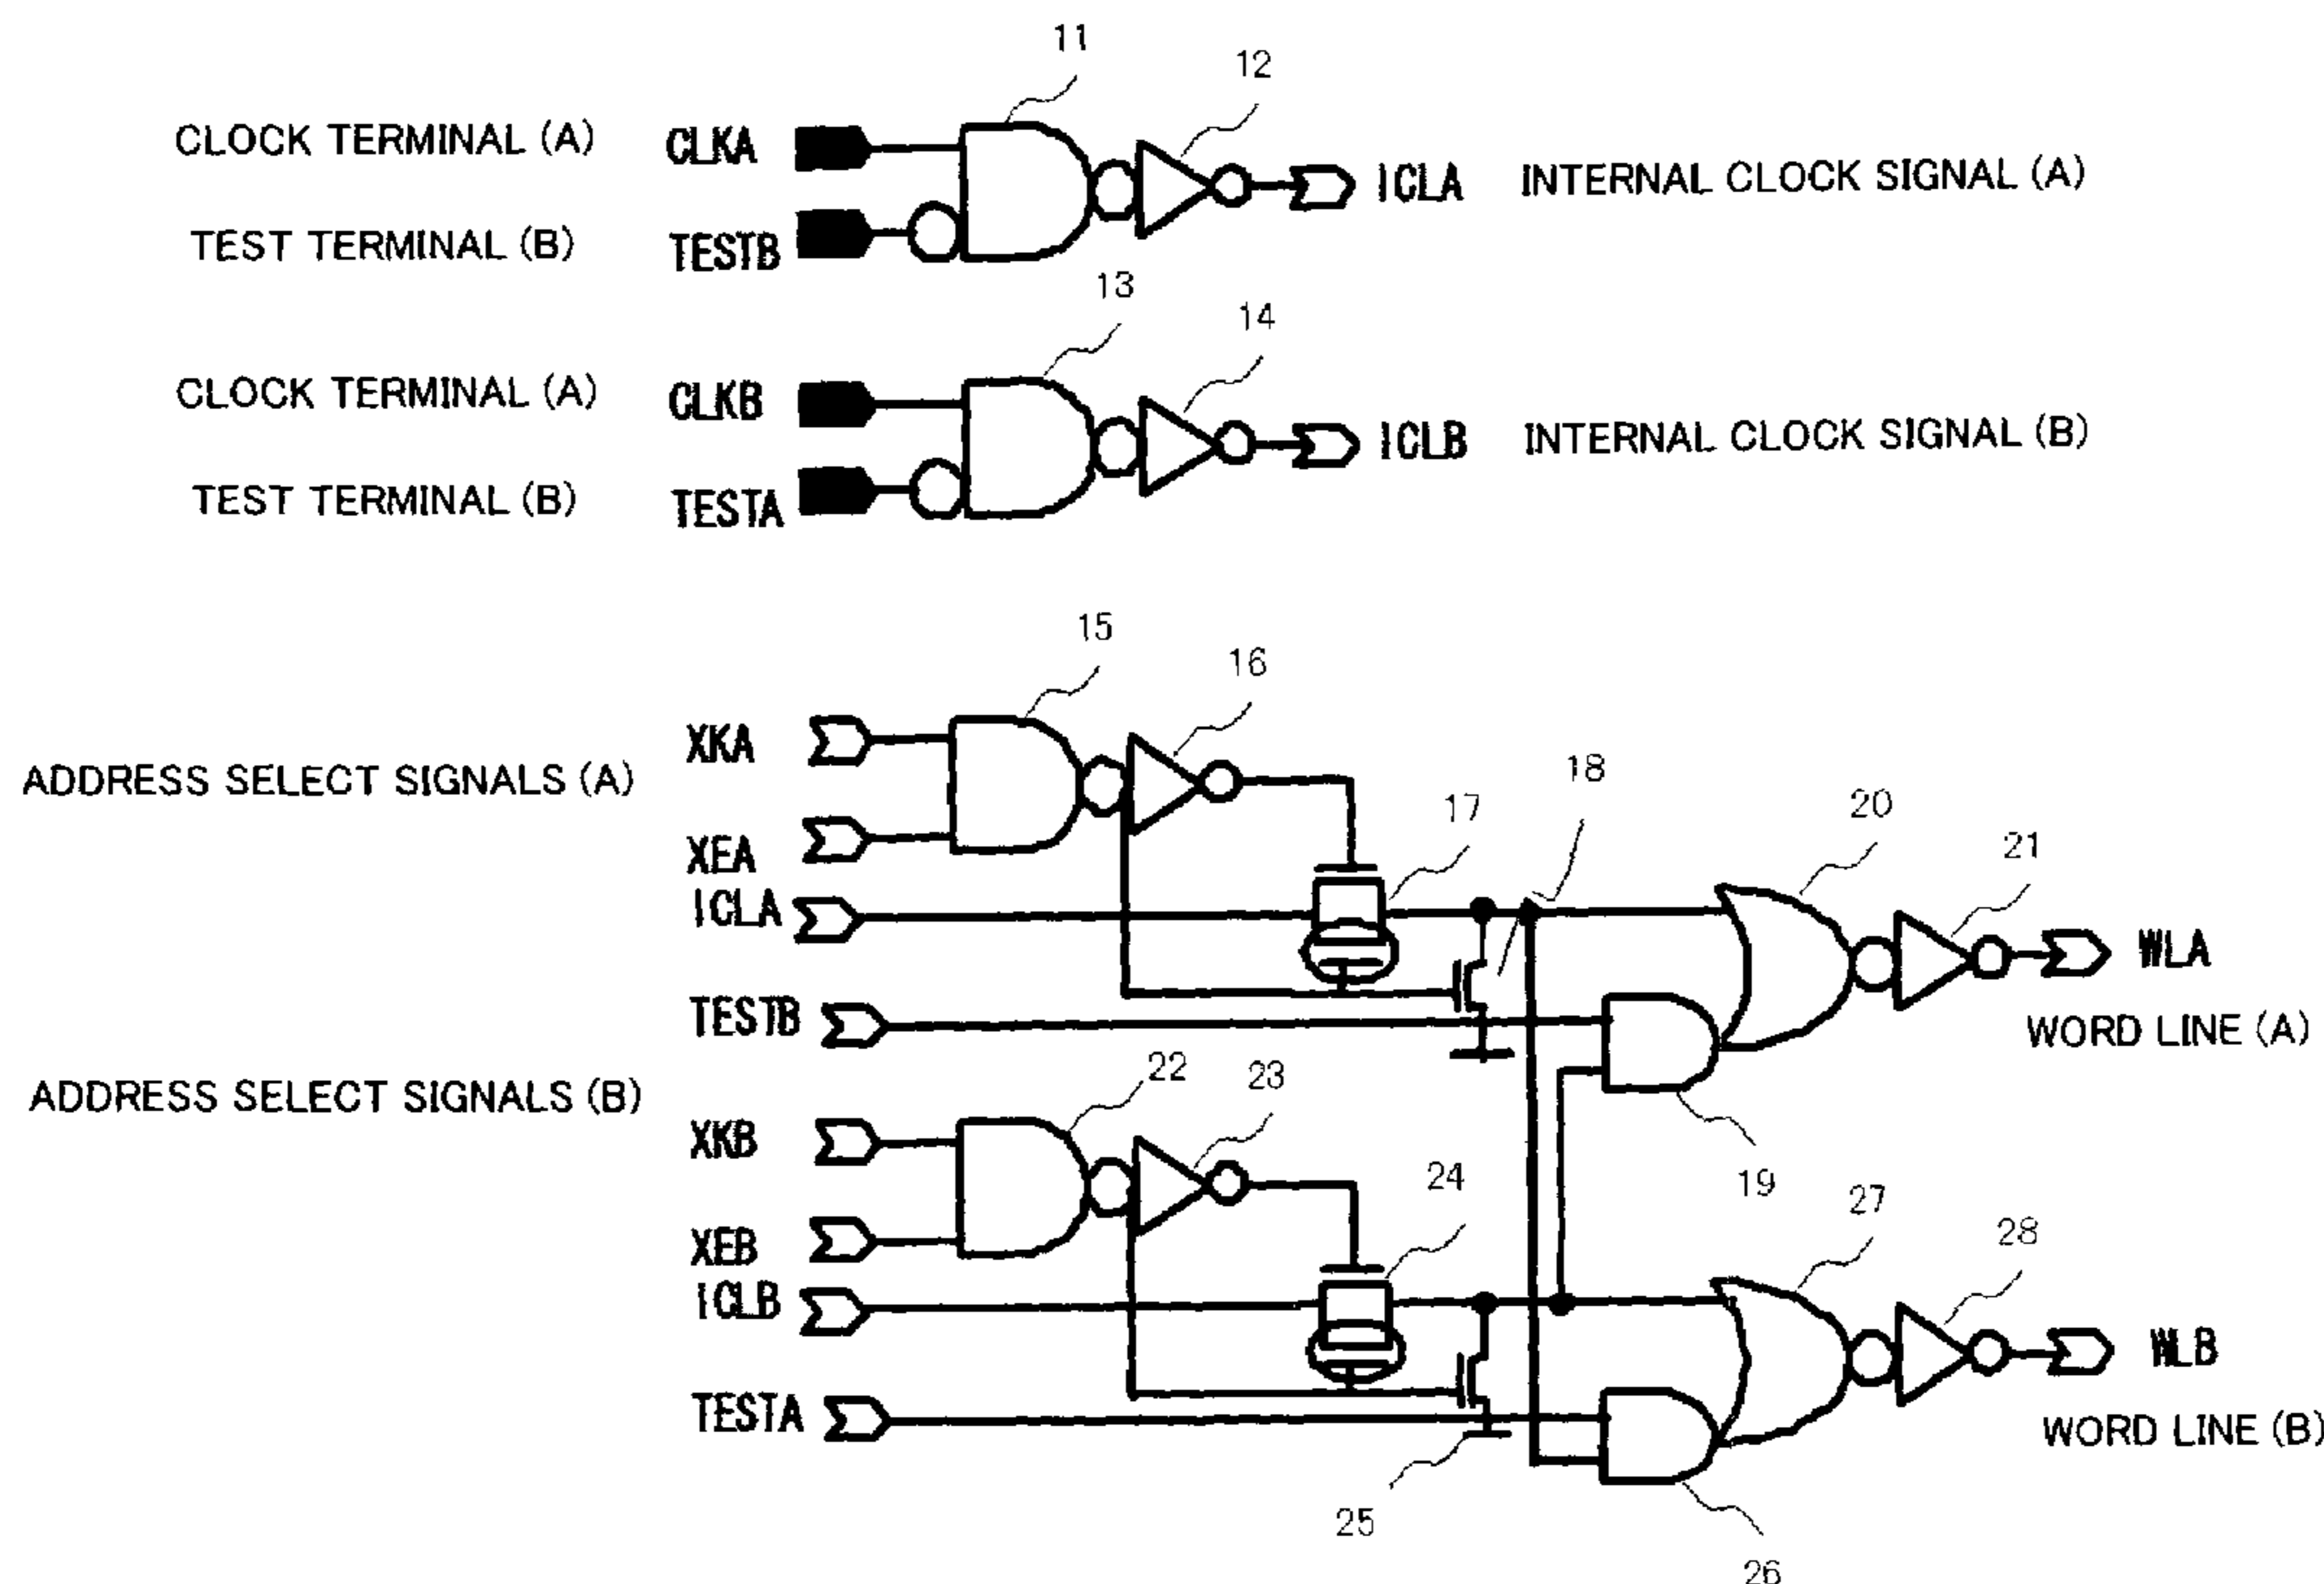 11
12
CLOCK TERMINAL (A) CLKA
ICLA INTERNAL CLOCK SIGNAL (A)
TEST TERMINAL (B) TESTB
13
14
CLOCK TERMINAL (A) CLKB
ICLB INTERNAL CLOCK SIGNAL (B)
TEST TERMINAL (B) TESTA
15
16
XKA
18
ADDRESS SELECT SIGNALS (A)
17
20
21
XEA
ICLA
WLA
TESTB
WORD LINE (A)
22
23
ADDRESS SELECT SIGNALS (B)
XKB
19
24
27
28
XEB
ICLB
WLB
TESTA
WORD LINE (B)
25
26